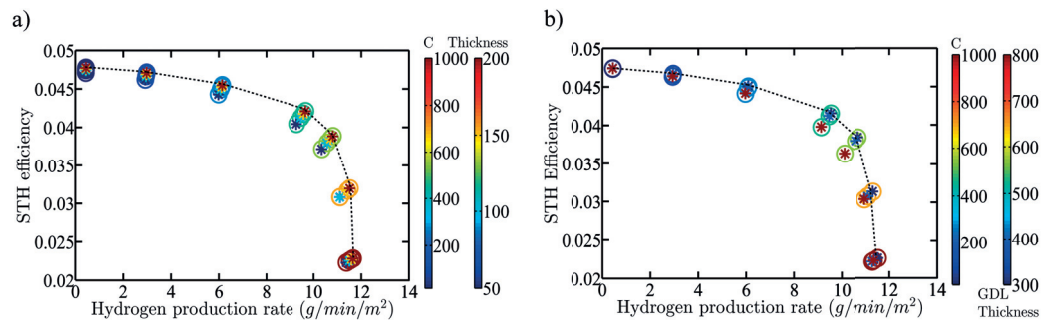 a)
STH efficiency
0.05
0.045
0.04
0.035
0.03
0.025
0.02
0 2 4 6 8 10 12 14
Hydrogen production rate (g/min/m²)
C Thickness
1000 200
800
600 150
400
100
200
50
b)
STH Efficiency
0.05
0.045
0.04
0.035
0.03
0.025
0.02
0 2 4 6 8 10 12 14
Hydrogen production rate (g/min/m²)
C
1000 800
800 700
600 600
500
400
400
200
300
GDL
Thickness